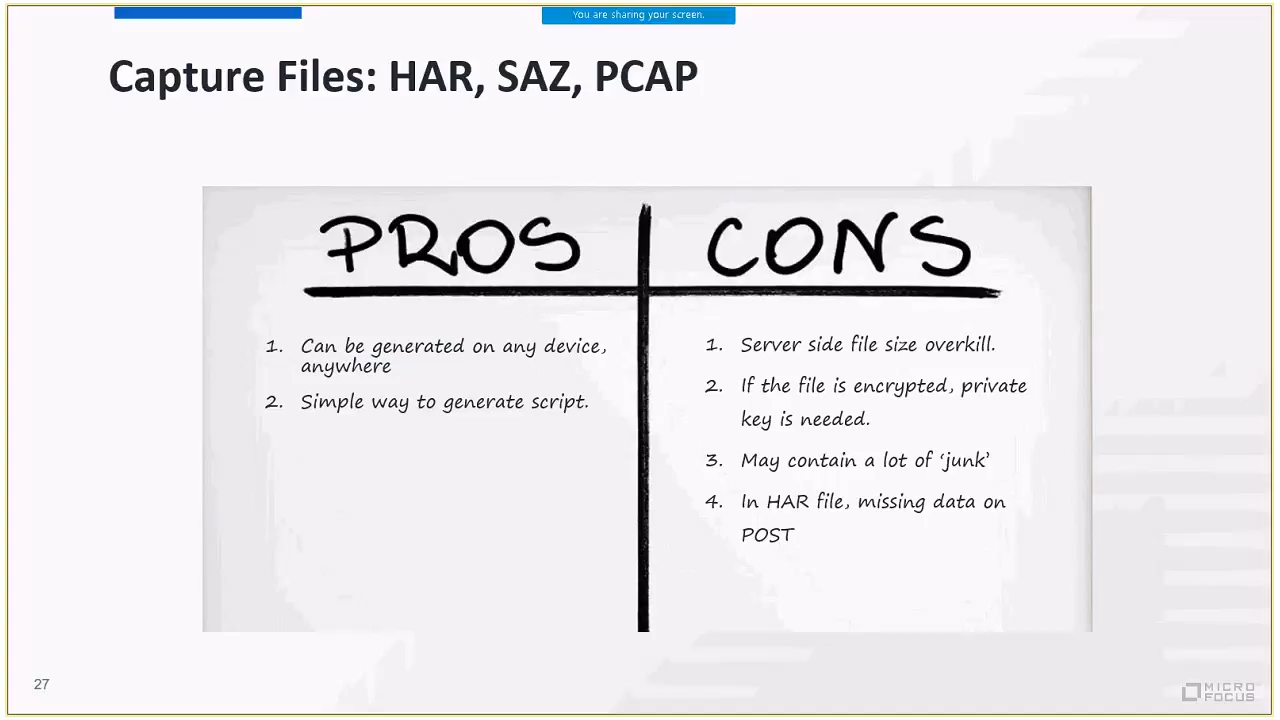 You are sharing your screen.
Capture Files: HAR, SAZ, PCAP
PROS
1. Can be generated on any device,
anywhere
2. Simple way to generate script.
CONS
1. Server side file size overkill.
2. If the file is encrypted, private
key is needed.
3. May contain a lot of ‘junk’
4. In HAR file, missing data on
POST
27
MICRO
FOCUS